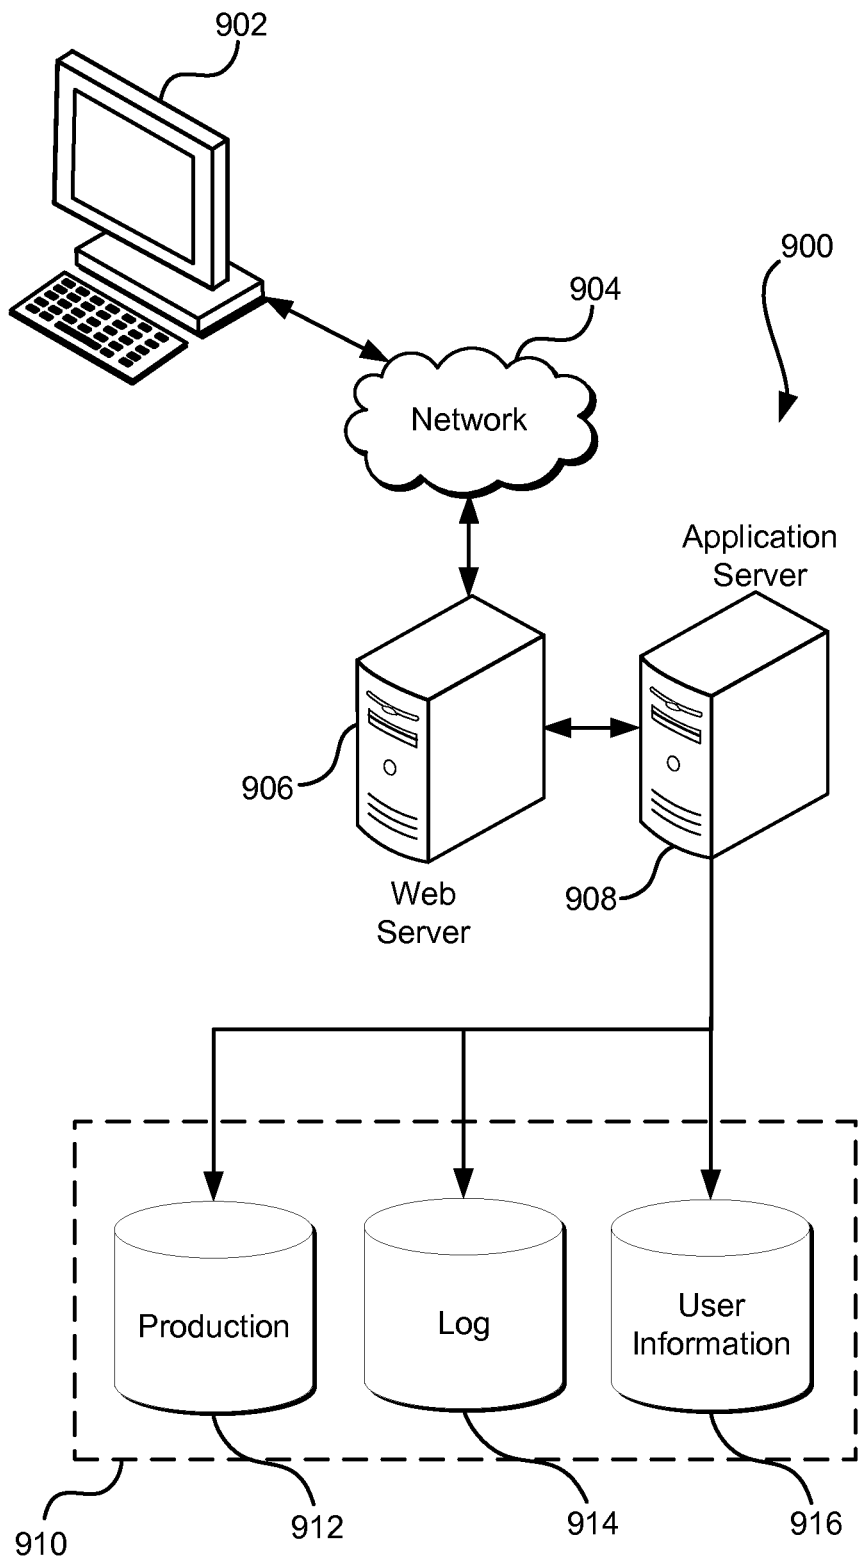 902
900
904
Network
Application
Server
906
908
Web
Server
Production
Log
User
Information
910
912
914
916